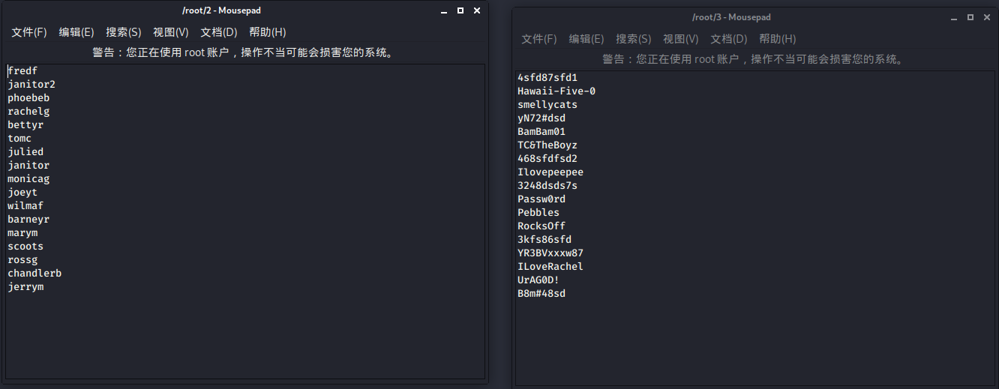 /root/2 - Mousepad
文件(F) 编辑(E) 搜索(S) 视图(V) 文档(D) 帮助(H)
警告：您正在使用 root 账户，操作不当可能会损害您的系统。
fredf
janitor2
phoebeb
rachelg
bettyr
tomc
julied
janitor
monicag
joeyt
wilmaf
barneyr
marym
scoots
rossg
chandlerb
jerrym
/root/3 - Mousepad
文件(F) 编辑(E) 搜索(S) 视图(V) 文档(D) 帮助(H)
警告：您正在使用 root 账户，操作不当可能会损害您的系统。
4sfd87sfd1
Hawaii-Five-0
smellycats
yN72#dsd
BamBam01
TC&TheBoyz
468sfdfsd2
Ilovepeepee
3248dsds7s
Passw0rd
Pebbles
RocksOff
3kfs86sfd
YR3BVxxxw87
ILoveRachel
UrAG0D!
B8m#48sd